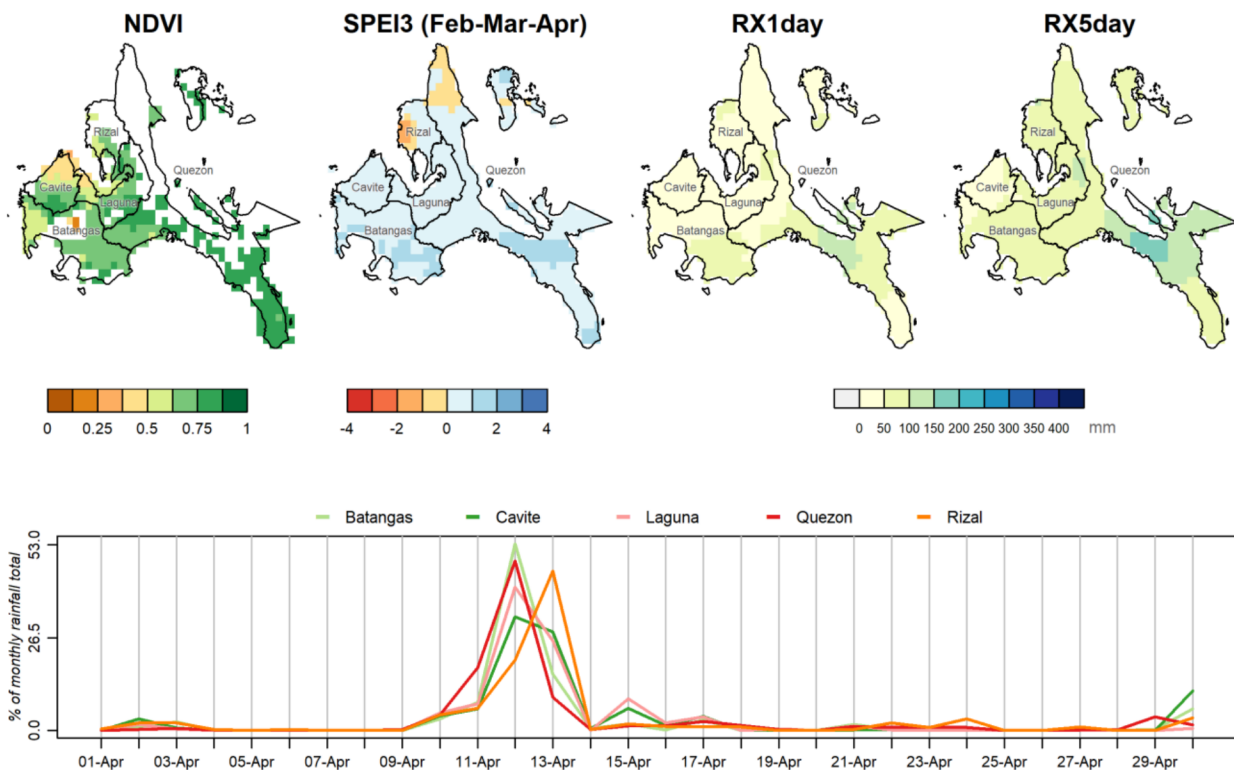 NDVI SPEI3 (Feb-Mar-Apr) RX1day RX5day
Rizal Quezon Cavite Laguna Batangas
Rizal Quezon Cavite Laguna Batangas
Rizal Quezon Cavite Laguna Batangas
Rizal Quezon Cavite Laguna Batangas
0 0.25 0.5 0.75 1
-4 -2 0 2 4
0 50 100 150 200 250 300 350 400 mm
Batangas Cavite Laguna Quezon Rizal
% of monthly rainfall total
53.0
26.5
0.0
01-Apr 03-Apr 05-Apr 07-Apr 09-Apr 11-Apr 13-Apr 15-Apr 17-Apr 19-Apr 21-Apr 23-Apr 25-Apr 27-Apr 29-Apr